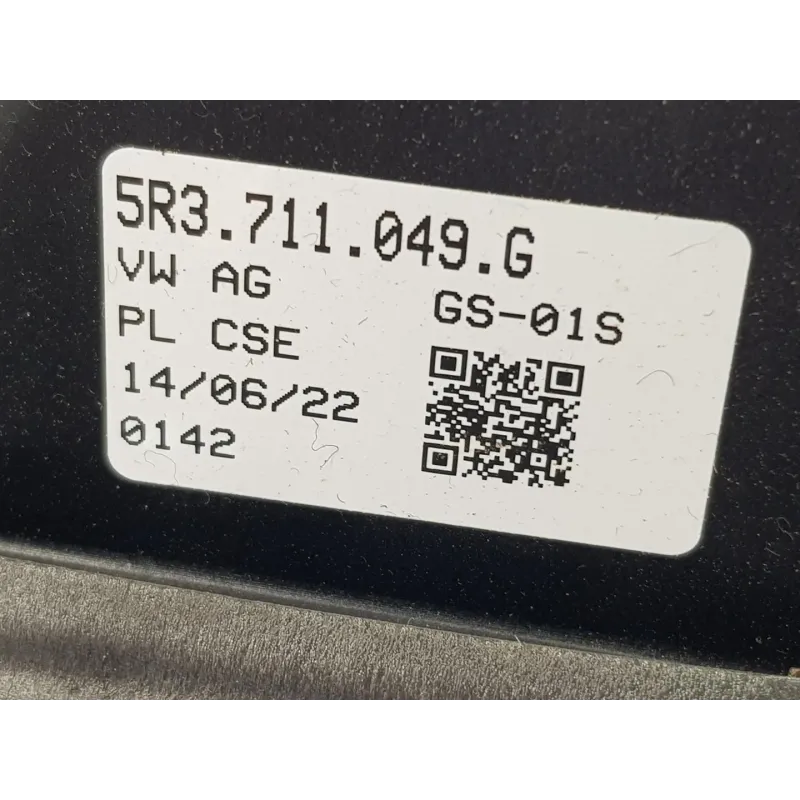 5R3.711.049.G
VW AG
GS-01S
PL CSE
14/06/22
0142